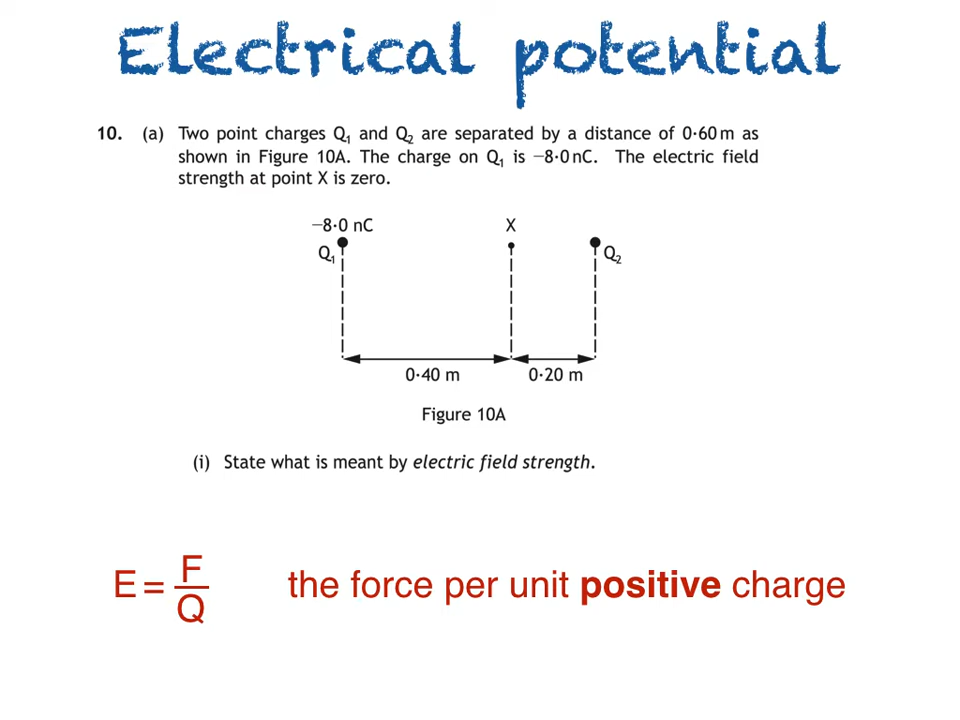 Electrical potential
10. (a) Two point charges Q₁ and Q₂ are separated by a distance of 0·60 m as
shown in Figure 10A. The charge on Q₁ is −8·0 nC. The electric field
strength at point X is zero.
−8·0 nC X
Q₁ Q₂
0·40 m 0·20 m
Figure 10A
(i) State what is meant by electric field strength.
E = F/Q the force per unit positive charge